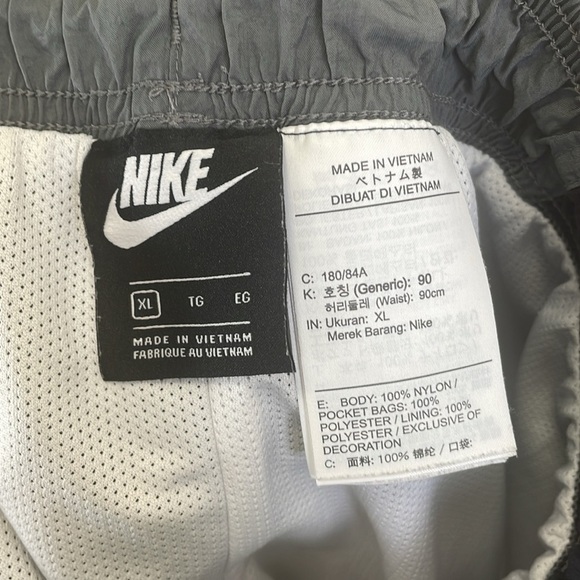 NIKE
XL TG EG
MADE IN VIETNAM
FABRIQUE AU VIETNAM
MADE IN VIETNAM
ベトナム製
DIBUAT DI VIETNAM
C: 180/84A
K: 호칭 (Generic): 90
허리둘레 (Waist): 90cm
IN: Ukuran: XL
Merek Barang: Nike
E: BODY: 100% NYLON /
POCKET BAGS: 100%
POLYESTER / LINING: 100%
POLYESTER / EXCLUSIVE OF
DECORATION
C: 面料: 100% 锦纶 / 口袋: